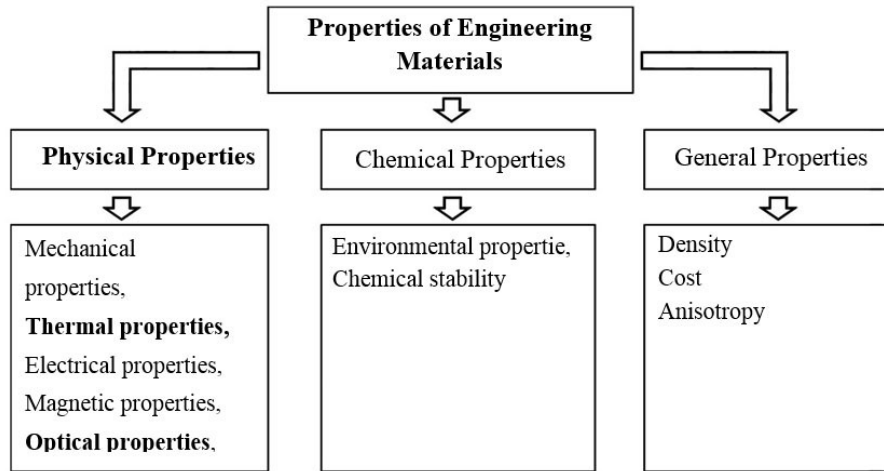 Properties of Engineering
Materials
Physical Properties
Chemical Properties
General Properties
Mechanical
properties,
Thermal properties,
Electrical properties,
Magnetic properties,
Optical properties,
Environmental propertie,
Chemical stability
Density
Cost
Anisotropy